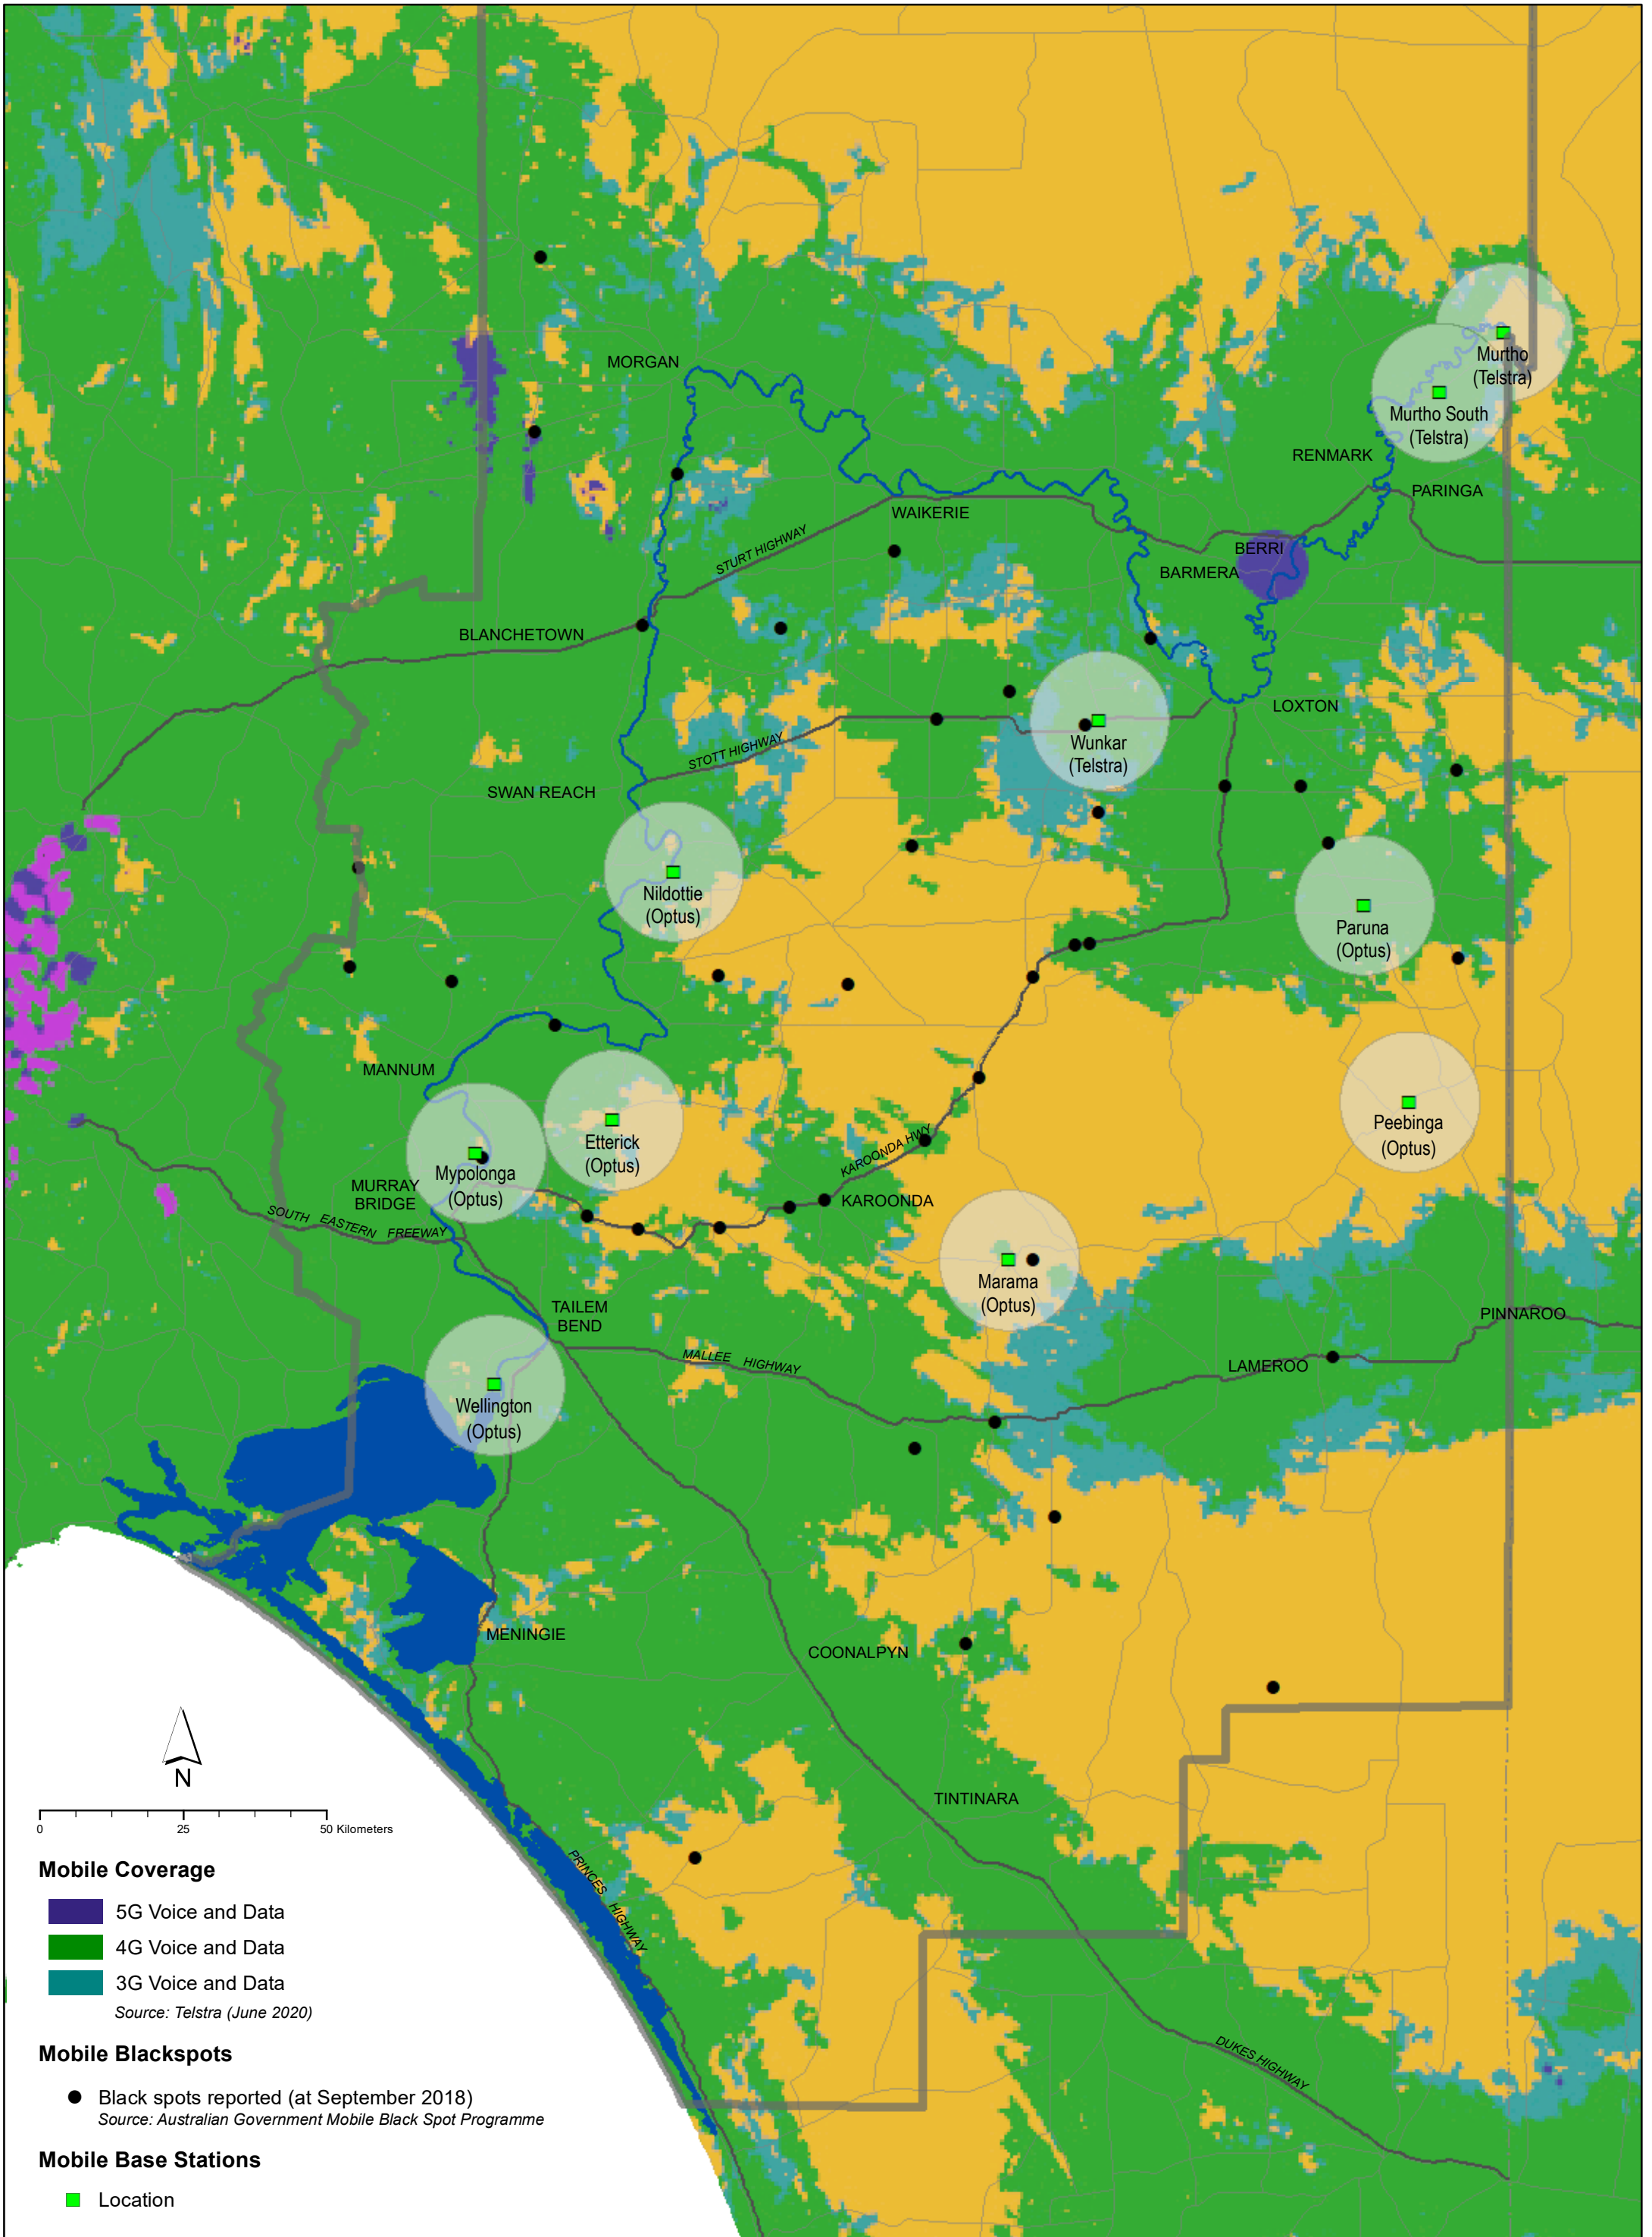 MORGAN
Murtho
(Telstra)
Murtho South
(Telstra)
RENMARK
PARINGA
WAIKERIE
STURT HIGHWAY
BERRI
BARMERA
BLANCHETOWN
LOXTON
STOTT HIGHWAY
Wunkar
(Telstra)
SWAN REACH
Nildottie
(Optus)
Paruna
(Optus)
MANNUM
Etterick
(Optus)
Peebinga
(Optus)
Mypolonga
(Optus)
KAROONDA HWY
MURRAY
BRIDGE
KAROONDA
SOUTH EASTERN FREEWAY
Marama
(Optus)
TAILEM
BEND
PINNAROO
MALLEE HIGHWAY
LAMEROO
Wellington
(Optus)
MENINGIE
COONALPYN
TINTINARA
N
0 25 50 Kilometers
PRINCES HIGHWAY
DUKES HIGHWAY
Mobile Coverage
5G Voice and Data
4G Voice and Data
3G Voice and Data
Source: Telstra (June 2020)
Mobile Blackspots
Black spots reported (at September 2018)
Source: Australian Government Mobile Black Spot Programme
Mobile Base Stations
Location